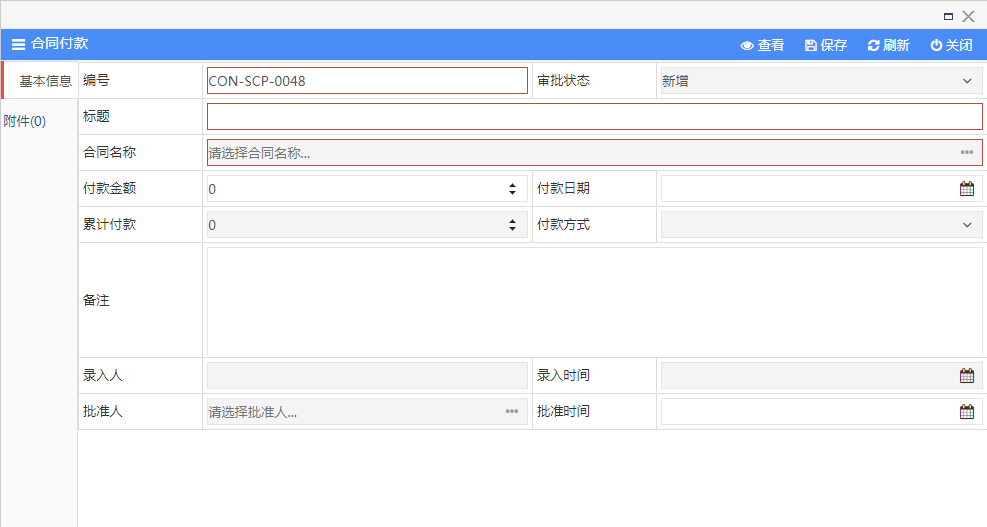 合同付款
查看 保存 刷新 关闭
基本信息
附件(0)
编号 CON-SCP-0048 审批状态 新增
标题
合同名称 请选择合同名称...
付款金额 0 付款日期
累计付款 0 付款方式
备注
录入人 录入时间
批准人 请选择批准人... 批准时间